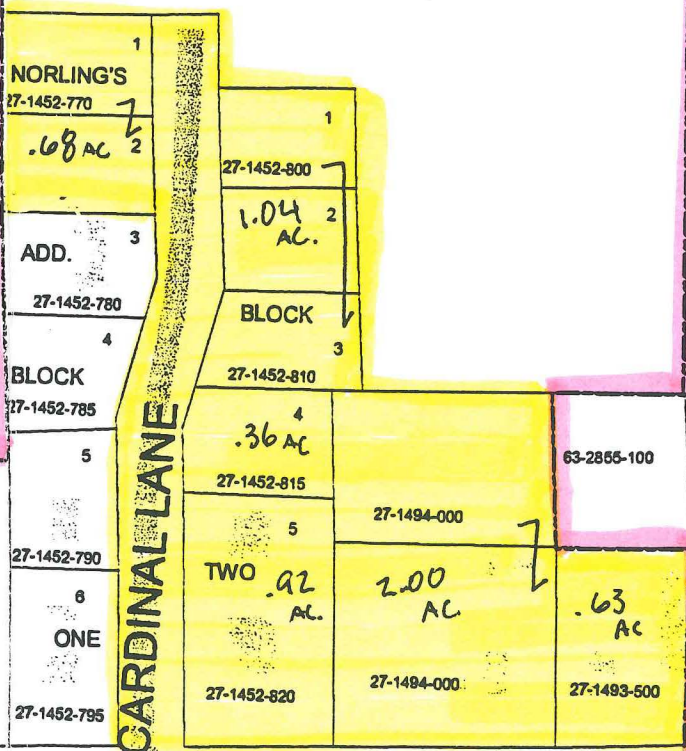 1
NORLING'S
27-1452-770
.68 AC 2
3
ADD.
27-1452-780
4
BLOCK
27-1452-785
5
27-1452-790
6
ONE
27-1452-795
CARDINAL LANE
1
27-1452-800
1.04 2
AC.
BLOCK
3
27-1452-810
4
.36 AC
27-1452-815
5
TWO .92
AC.
27-1452-820
27-1494-000
2.00
AC.
27-1494-000
63-2855-100
.63
AC
27-1493-500